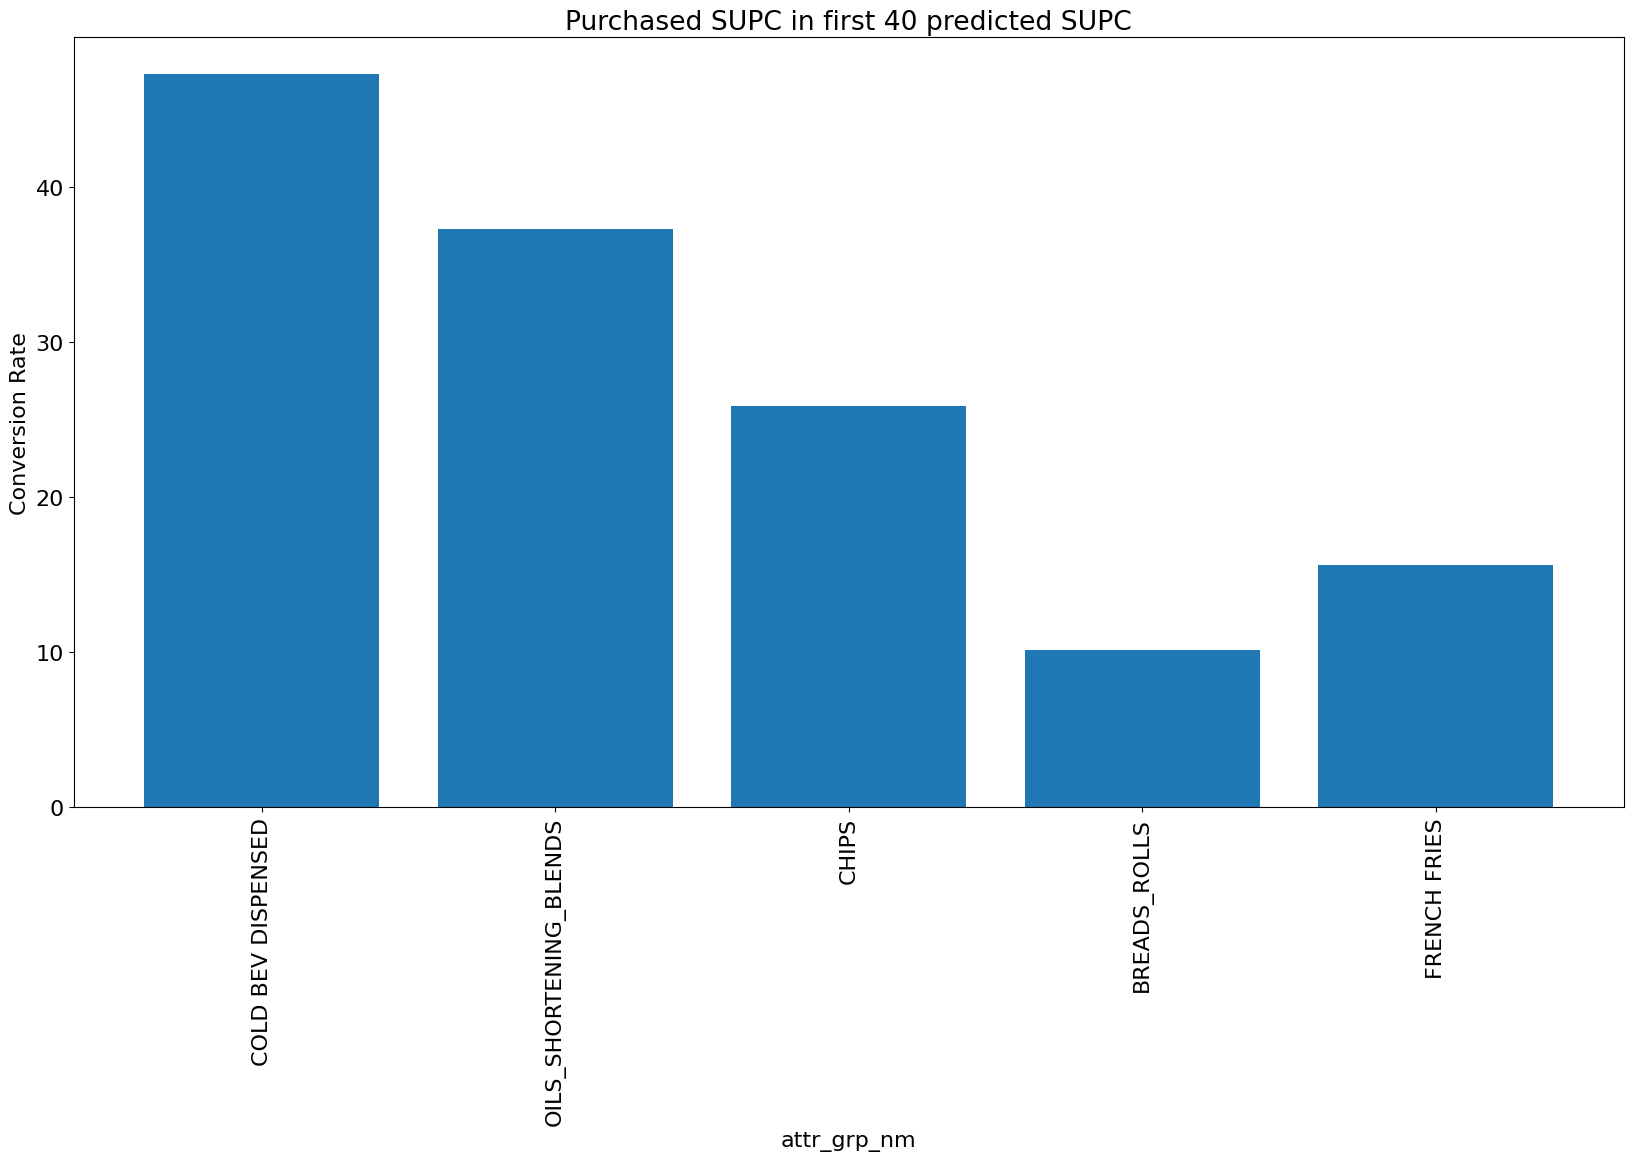 Purchased SUPC in first 40 predicted SUPC
Conversion Rate
40
30
20
10
0
COLD BEV DISPENSED
OILS_SHORTENING_BLENDS
CHIPS
BREADS_ROLLS
FRENCH FRIES
attr_grp_nm